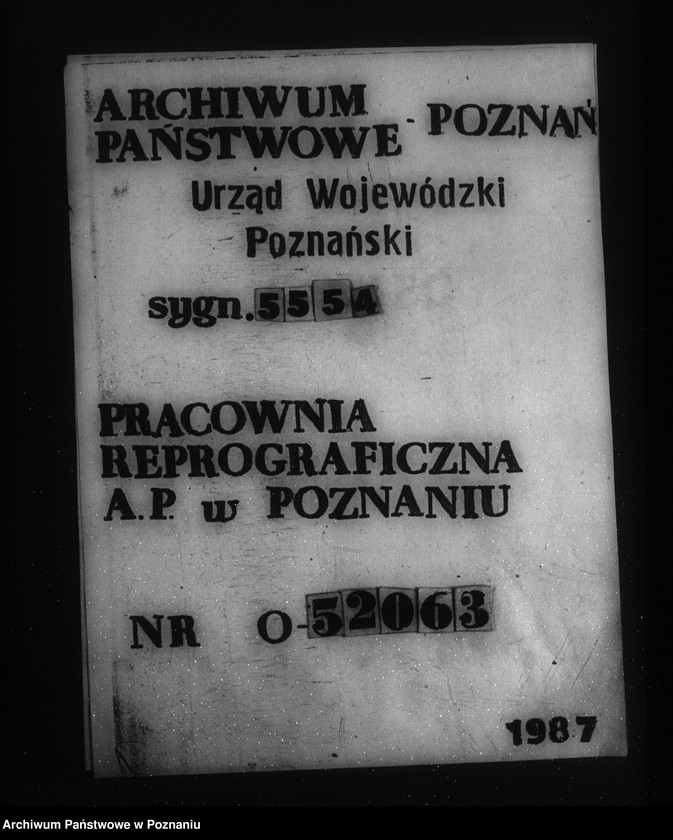 ARCHIWUM
PAŃSTWOWE - POZNAŃ
Urząd Wojewódzki
Poznański
sygn. 5554
PRACOWNIA
REPROGRAFICZNA
A.P. w POZNANIU
NR O-52063
1987
Archiwum Państwowe w Poznaniu